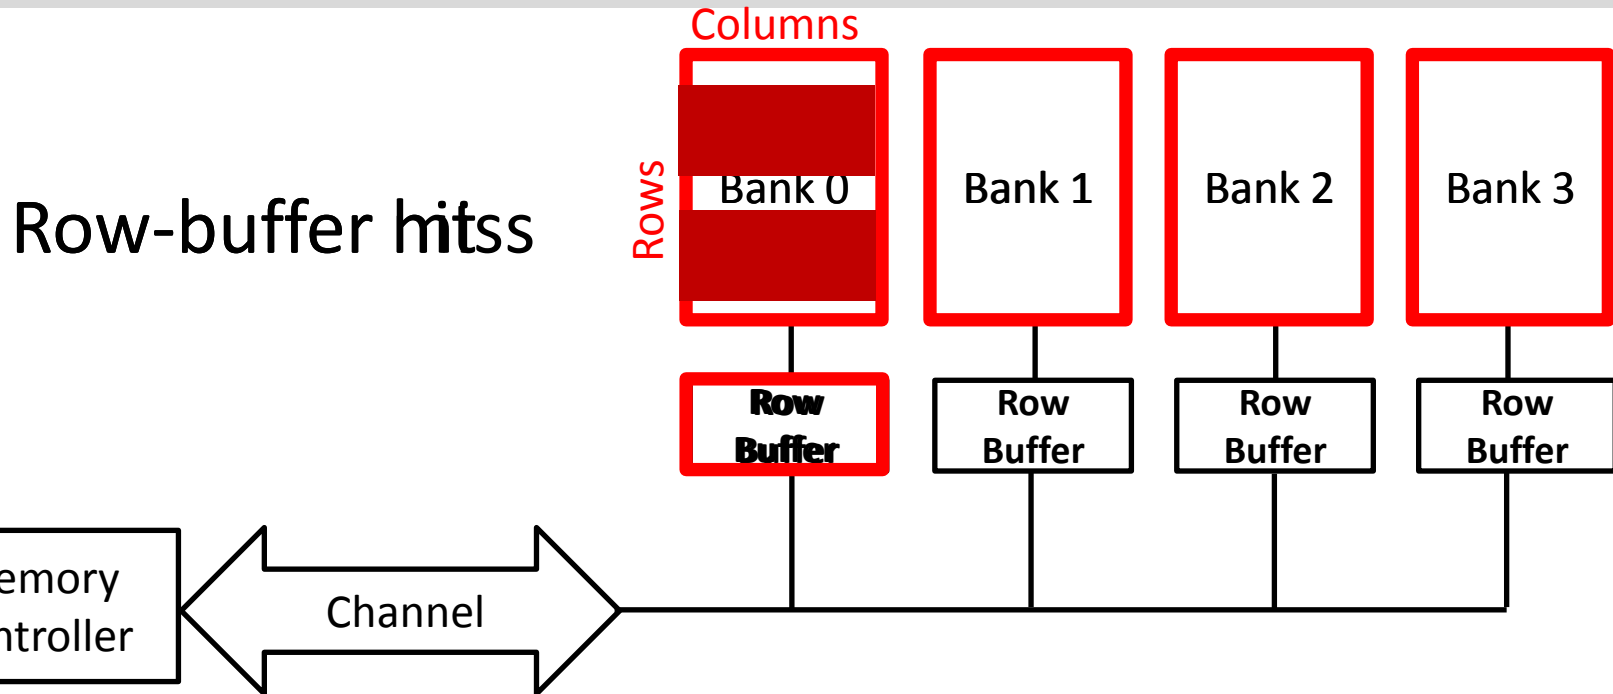 Columns
Rows
Bank 0
Bank 1
Bank 2
Bank 3
Row-buffer hitss
Row
Buffer
Row
Buffer
Row
Buffer
Row
Buffer
emory
ntroller
Channel